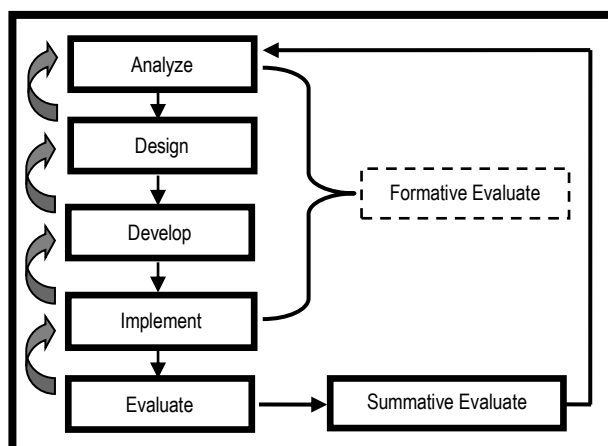 Analyze
Design
Formative Evaluate
Develop
Implement
Evaluate
Summative Evaluate